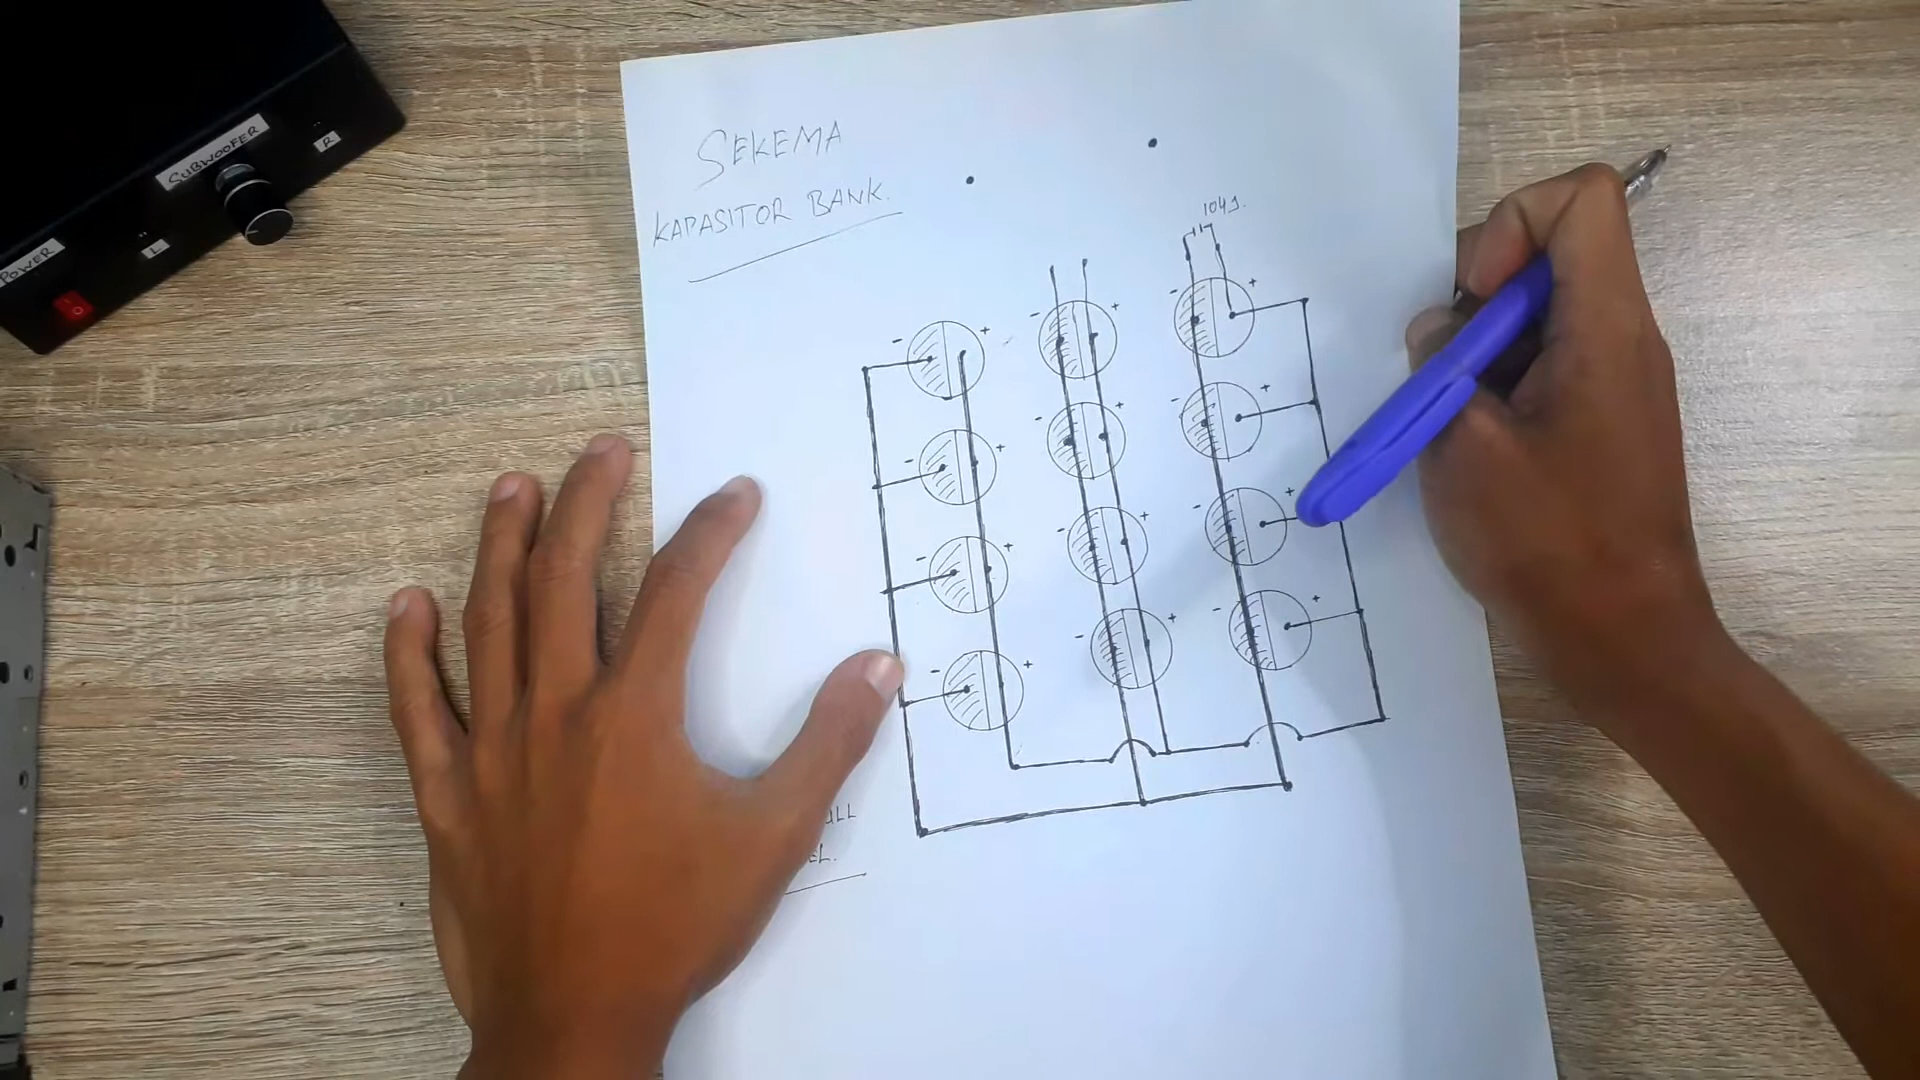 SEKEMA
KAPASITOR BANK.
104J.
SUBWOOFER
R
L
POWER